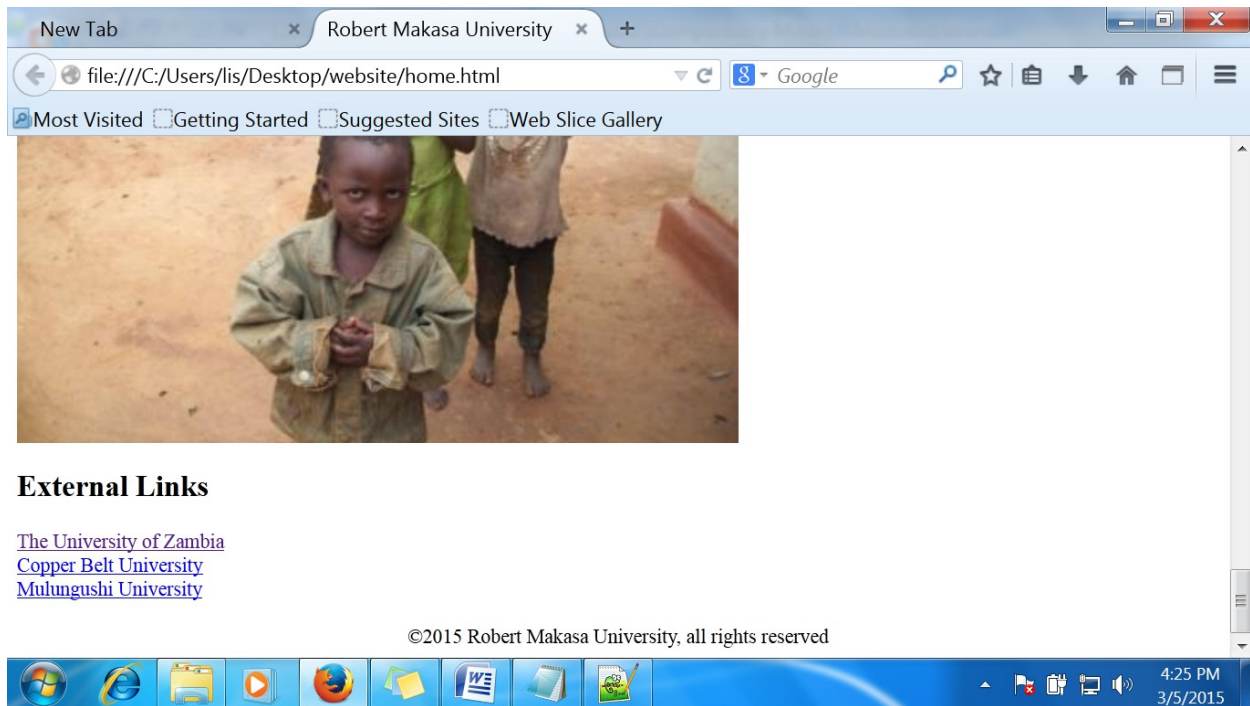 New Tab
Robert Makasa University
file:///C:/Users/lis/Desktop/website/home.html
8 Google
Most Visited Getting Started Suggested Sites Web Slice Gallery
External Links
The University of Zambia
Copper Belt University
Mulungushi University
©2015 Robert Makasa University, all rights reserved
W
4:25 PM
3/5/2015